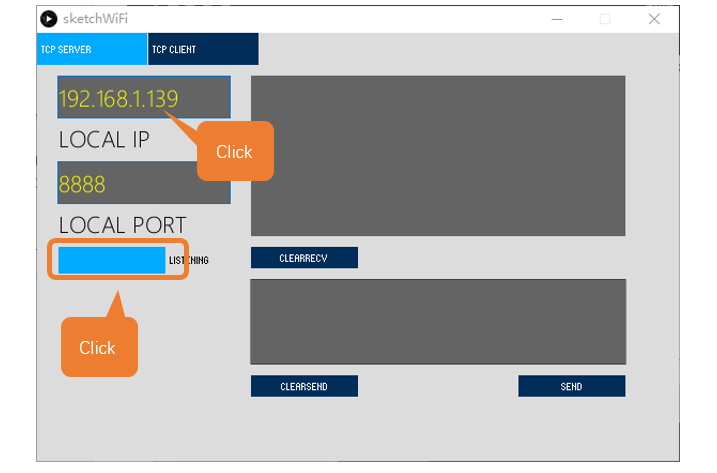 sketchWiFi
TCP SERVER
TCP CLIENT
192.168.1.139
LOCAL IP
Click
8888
LOCAL PORT
LISTENING
CLEARRECV
Click
CLEARSEND
SEND